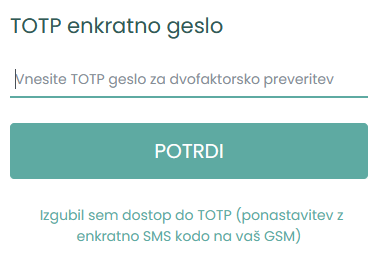 TOTP enkratno geslo
Vnesite TOTP geslo za dvofaktorsko preveritev
POTRDI
Izgubil sem dostop do TOTP (ponastavitev z
enkratno SMS kodo na vaš GSM)